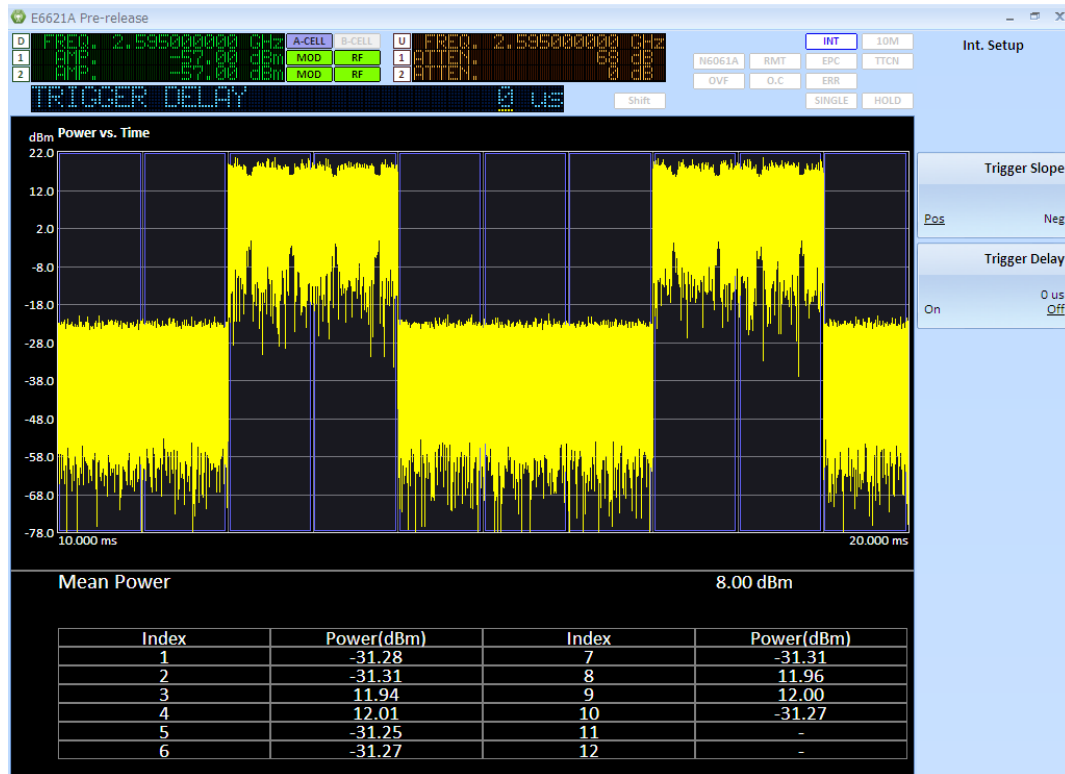 E6621A Pre-release
D FREQ. 2.595000000 GHz A-CELL B-CELL U FREQ. 2.595000000 GHz INT 10M Int. Setup
1 AMP. -37.00 dBm MOD RF 1 ATTEN. 60 dB N6061A RMT EPC TTCN
2 AMP. -57.00 dBm MOD RF 2 ATTEN. 0 dB OVF O.C ERR
TRIGGER DELAY 0 us Shift SINGLE HOLD
dBm Power vs. Time
22.0
12.0
2.0
-8.0
-18.0
-28.0
-38.0
-48.0
-58.0
-68.0
-78.0
10.000 ms 20.000 ms
Trigger Slope
Pos Neg
Trigger Delay
0 us
On Off
Mean Power 8.00 dBm
Index Power(dBm) Index Power(dBm)
1 -31.28 7 -31.31
2 -31.31 8 11.96
3 11.94 9 12.00
4 12.01 10 -31.27
5 -31.25 11 -
6 -31.27 12 -